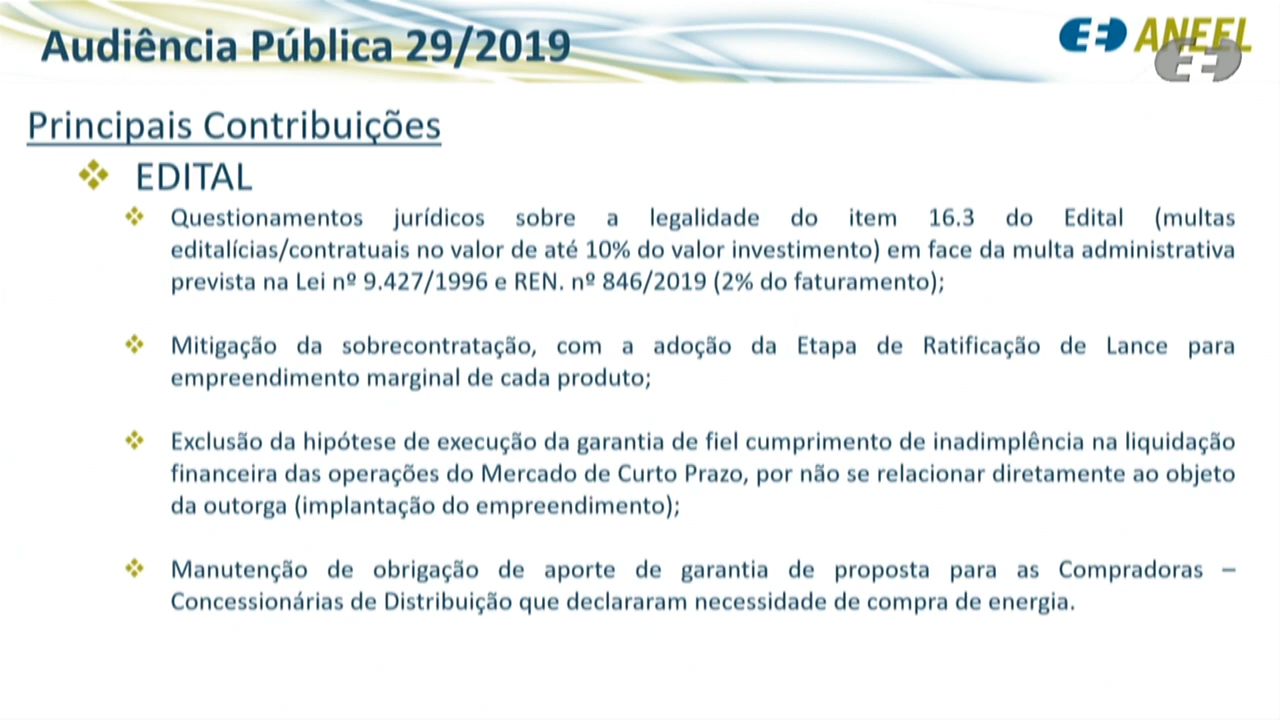 Audiência Pública 29/2019
ANEEL
Principais Contribuições
EDITAL
Questionamentos jurídicos sobre a legalidade do item 16.3 do Edital (multas
editalícias/contratuais no valor de até 10% do valor investimento) em face da multa administrativa
prevista na Lei nº 9.427/1996 e REN. nº 846/2019 (2% do faturamento);
Mitigação da sobrecontratação, com a adoção da Etapa de Ratificação de Lance para
empreendimento marginal de cada produto;
Exclusão da hipótese de execução da garantia de fiel cumprimento de inadimplência na liquidação
financeira das operações do Mercado de Curto Prazo, por não se relacionar diretamente ao objeto
da outorga (implantação do empreendimento);
Manutenção de obrigação de aporte de garantia de proposta para as Compradoras –
Concessionárias de Distribuição que declararam necessidade de compra de energia.